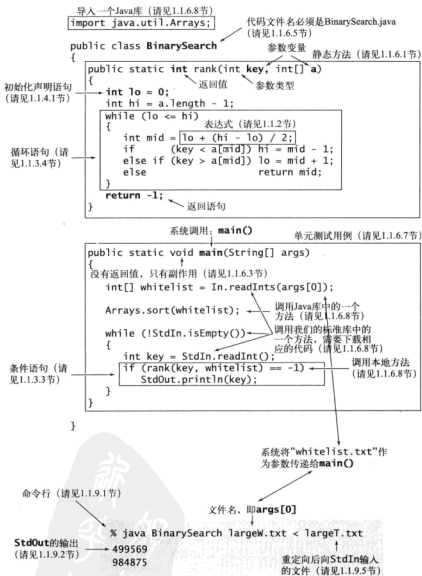 导入一个Java库(请见1.1.6.8节)
import java.util.Arrays;
代码文件名必须是BinarySearch.java
(请见1.1.6.5节)
public class BinarySearch
{
参数变量
静态方法(请见1.1.6.1节)
public static int rank(int key, int[] a)
{
返回值
参数类型
初始化声明语句
(请见1.1.4.1节)
int lo = 0;
int hi = a.length - 1;
while (lo <= hi)
{
表达式(请见1.1.2节)
int mid = lo + (hi - lo) / 2;
if (key < a[mid]) hi = mid - 1;
else if (key > a[mid]) lo = mid + 1;
else return mid;
}
循环语句(请
见1.1.3.4节)
return -1;
}
返回语句
系统调用:main()
单元测试用例(请见1.1.6.7节)
public static void main(String[] args)
{
没有返回值,只有副作用(请见1.1.6.3节)
int[] whitelist = In.readInts(args[0]);
Arrays.sort(whitelist);
调用Java库中的一个
方法(请见1.1.6.8节)
while (!StdIn.isEmpty())
{
调用我们的标准库中的
一个方法,需要下载相
应的代码(请见1.1.6.8节)
int key = StdIn.readInt();
if (rank(key, whitelist) == -1)
StdOut.println(key);
条件语句(请
见1.1.3.3节)
调用本地方法
(请见1.1.6.8节)
}
}
}
系统将"whitelist.txt"作
为参数传递给main()
命令行(请见1.1.9.1节)
文件名,即args[0]
% java BinarySearch largeW.txt < largeT.txt
499569
984875
StdOut的输出
(请见1.1.9.2节)
重定向后向StdIn输入
的文件(请见1.1.9.5节)